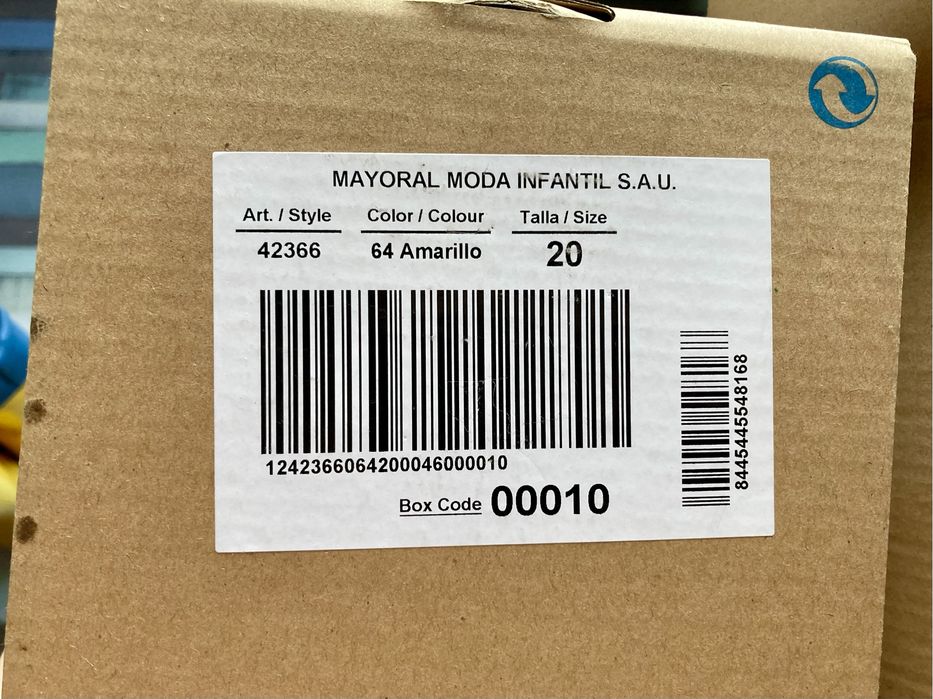 MAYORAL MODA INFANTIL S.A.U.
Art. / Style Color / Colour Talla / Size
42366 64 Amarillo 20
1242366064200046000010
Box Code 00010
8445445548168